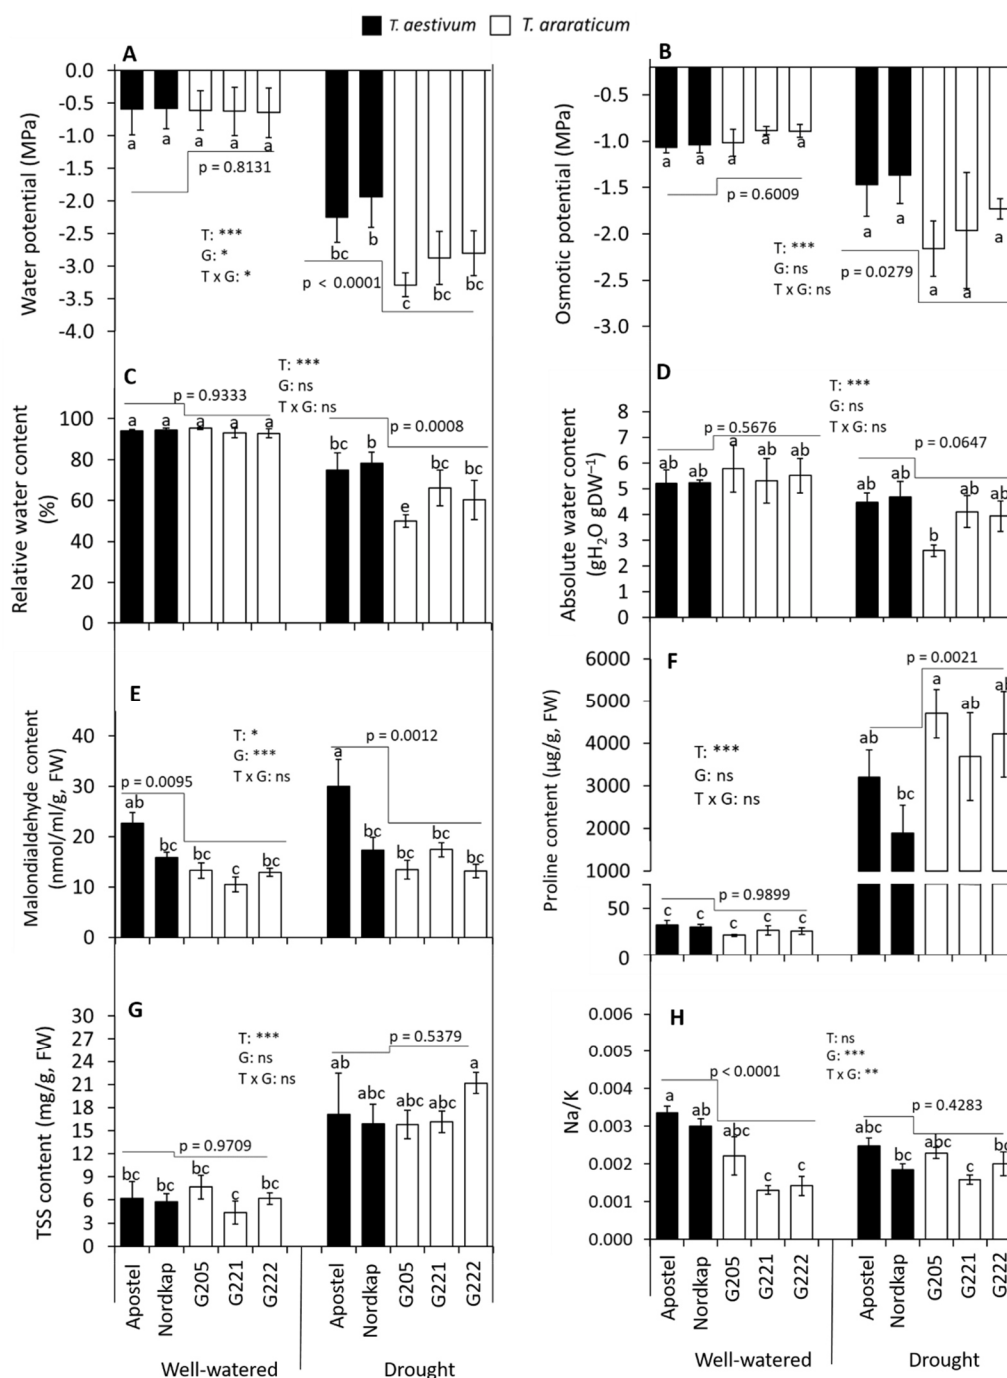 T. aestivum T. araraticum
A
Water potential (MPa)
0.0
-0.5
-1.0
-1.5
-2.0
-2.5
-3.0
-3.5
-4.0
a a a a a
p = 0.8131
T: ***
G: *
T x G: *
bc b c bc bc
p < 0.0001
B
Osmotic potential (MPa)
-0.5
-1.0
-1.5
-2.0
-2.5
-3.0
a a a a a
p = 0.6009
T: ***
G: ns
T x G: ns
a a a a a
p = 0.0279
C
Relative water content
(%)
100
80
60
40
20
0
p = 0.9333
a a a a a
T: ***
G: ns
T x G: ns
p = 0.0008
bc b e bc bc
D
Absolute water content
(gH₂O gDW⁻¹)
8
7
6
5
4
3
2
1
0
p = 0.5676
ab ab a ab ab
T: ***
G: ns
T x G: ns
p = 0.0647
ab ab b ab ab
E
Malondialdehyde content
(nmol/ml/g, FW)
40
30
20
10
0
p = 0.0095
ab bc bc c bc
T: *
G: ***
T x G: ns
p = 0.0012
a bc bc bc bc
F
Proline content (µg/g, FW)
6000
5000
4000
3000
2000
1000
50
0
T: ***
G: ns
T x G: ns
p = 0.9899
c c c c c
p = 0.0021
ab bc a ab
G
TSS content (mg/g, FW)
30
27
24
21
18
15
12
9
6
3
0
T: ***
G: ns
T x G: ns
p = 0.9709
bc bc bc c bc
p = 0.5379
ab abc abc abc a
Apostel
Nordkap
G205
G221
G222
Apostel
Nordkap
G205
G221
G222
Well-watered
Drought
H
Na/K
0.006
0.005
0.004
0.003
0.002
0.001
0.000
p < 0.0001
a ab abc c c
T: ns
G: ***
T x G: **
p = 0.4283
abc bc abc c
Apostel
Nordkap
G205
G221
G222
Apostel
Nordkap
G205
G221
G222
Well-watered
Drought